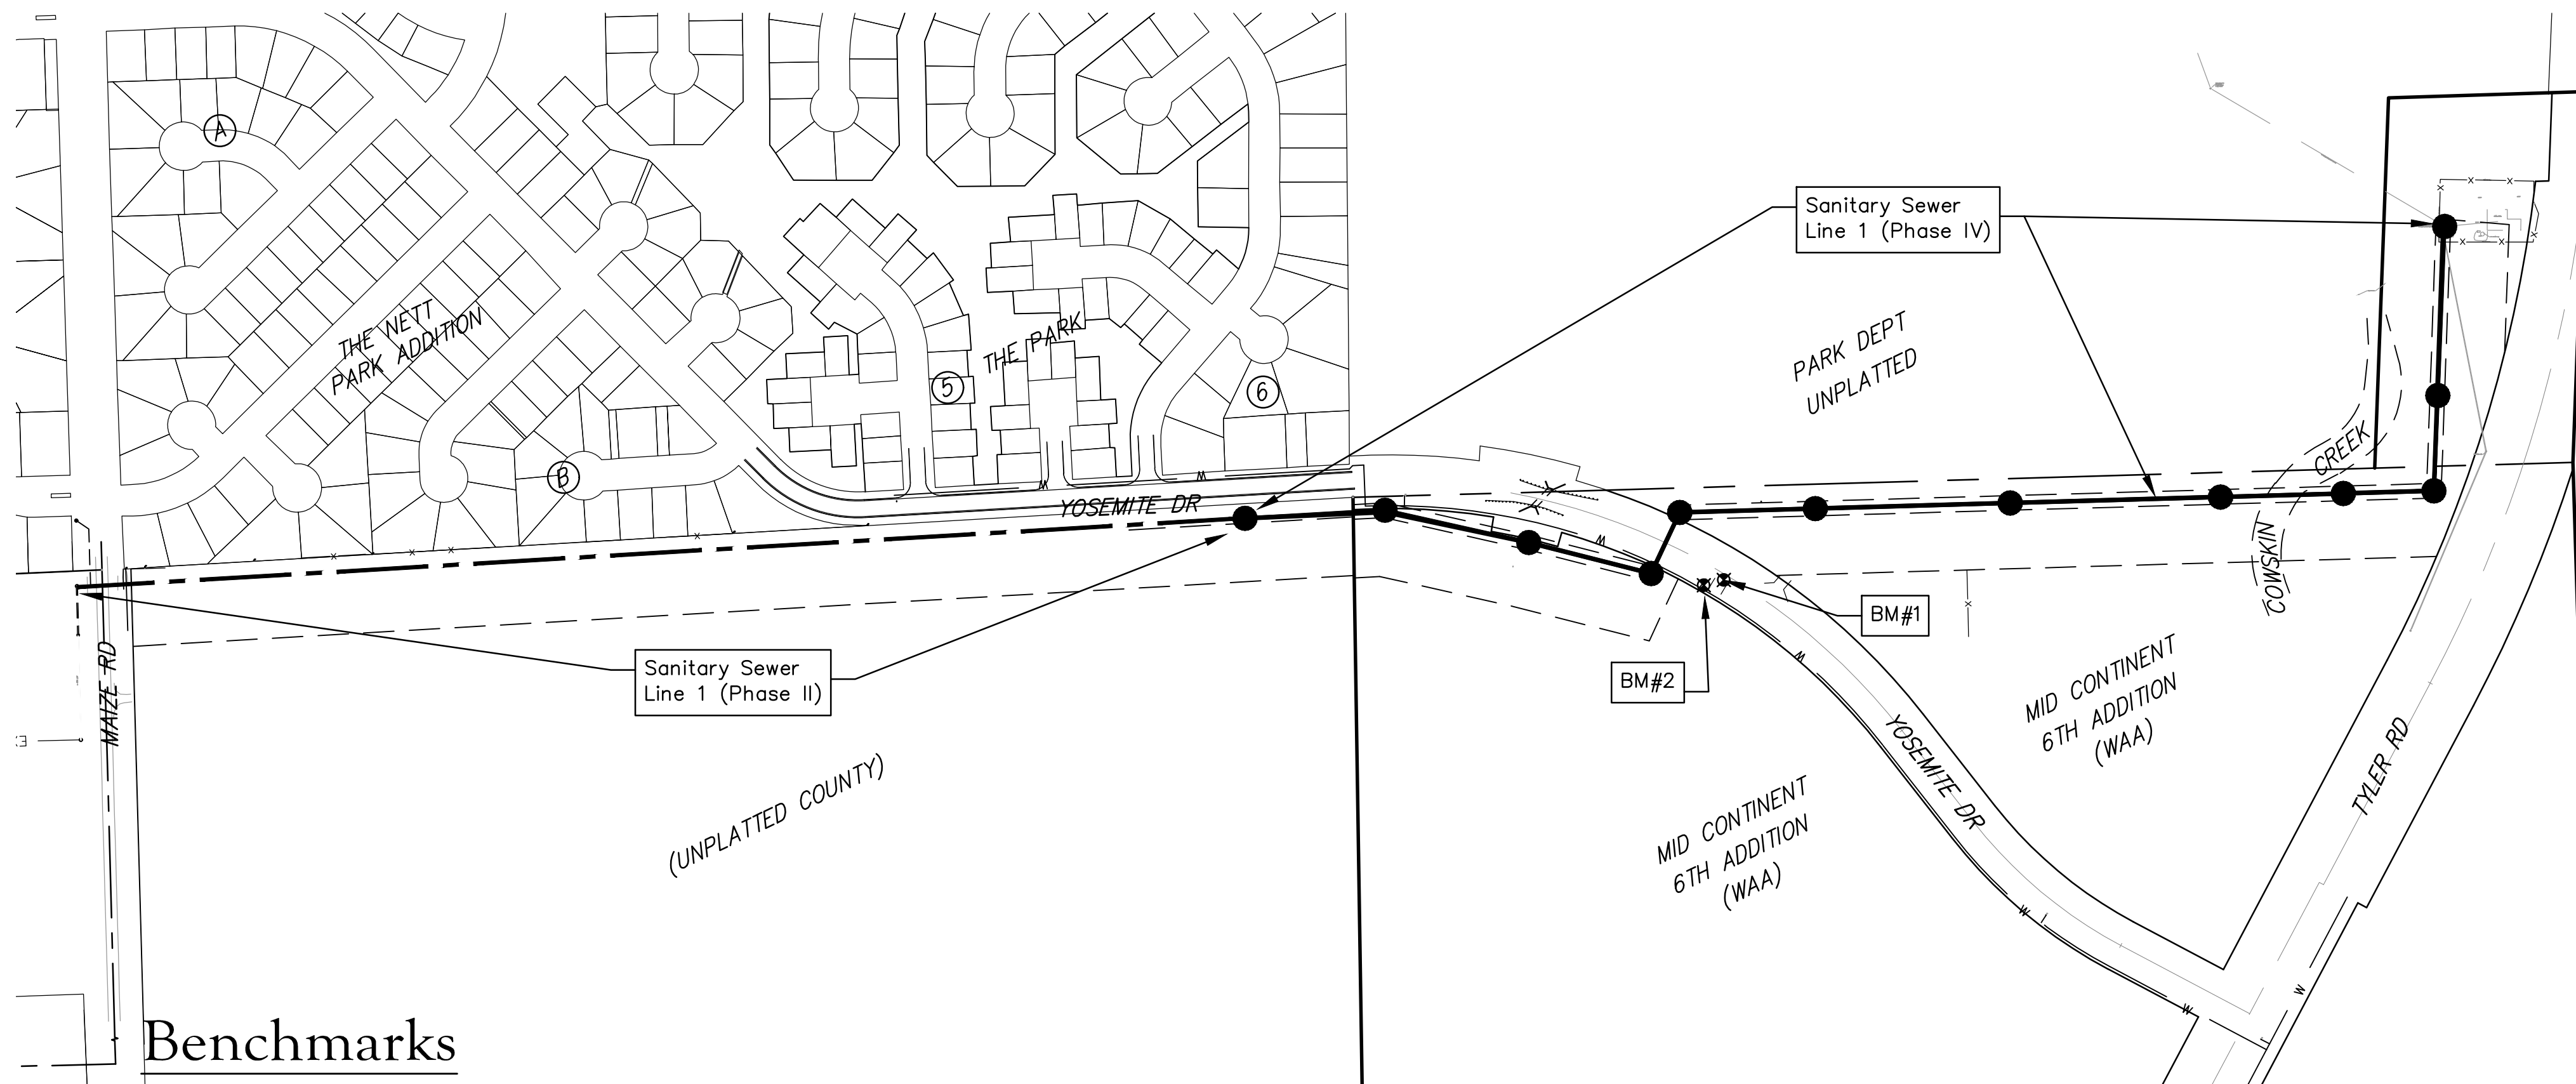 A
THE NETT
PARK ADDITION
B
5
THE PARK
6
YOSEMITE DR
Sanitary Sewer
Line 1 (Phase IV)
PARK DEPT
UNPLATTED
CREEK
COWSKIN
BM#1
BM#2
Sanitary Sewer
Line 1 (Phase II)
MAIZE RD
(UNPLATTED COUNTY)
MID CONTINENT
6TH ADDITION
(WAA)
MID CONTINENT
6TH ADDITION
(WAA)
YOSEMITE DR
TYLER RD
W
W
W
W
W
W
W
Benchmarks